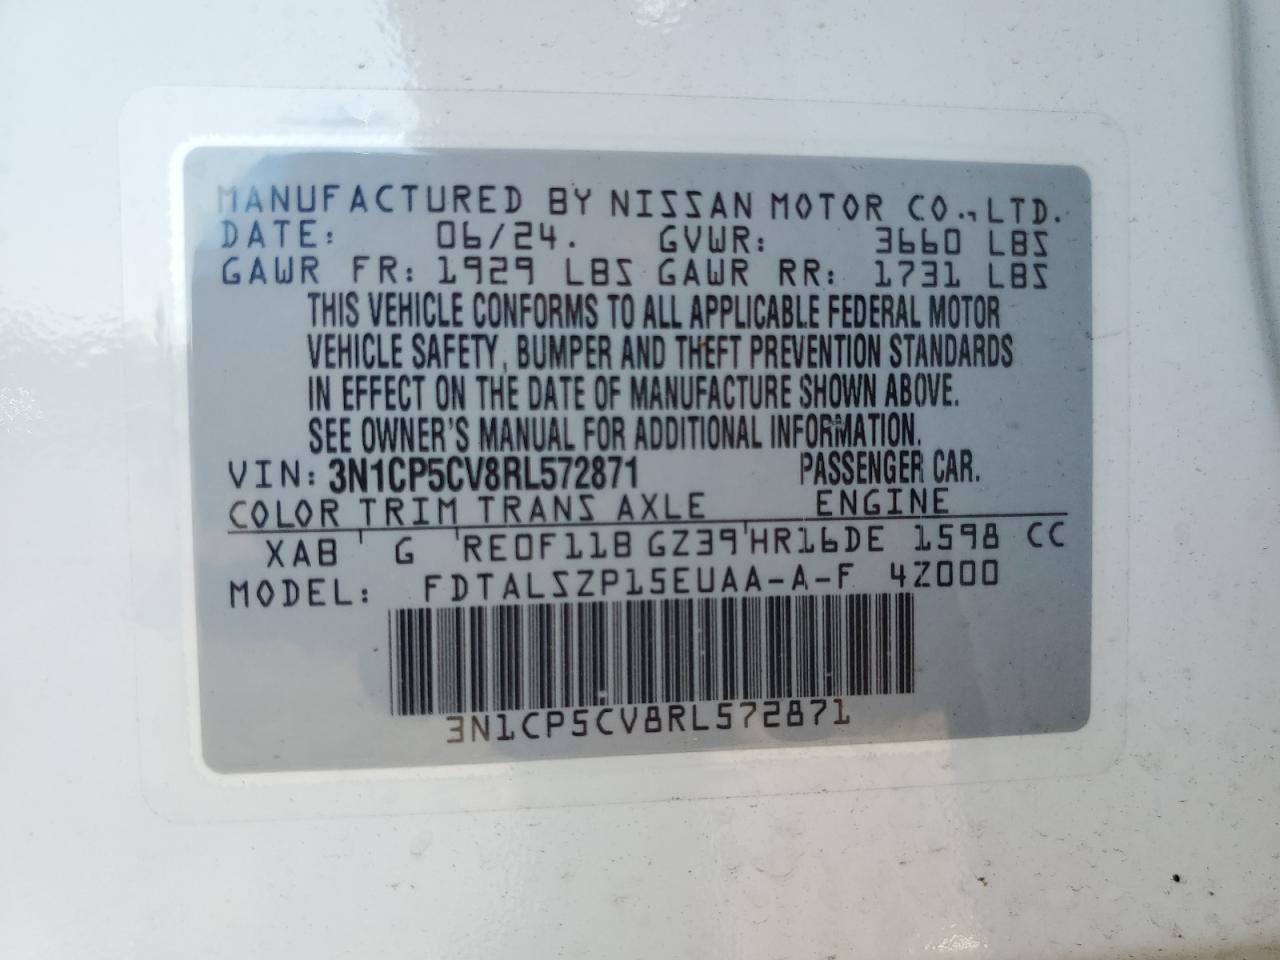 MANUFACTURED BY NISSAN MOTOR CO., LTD.
DATE: 06/24. GVWR: 3660 LBS
GAWR FR: 1929 LBS GAWR RR: 1731 LBS
THIS VEHICLE CONFORMS TO ALL APPLICABLE FEDERAL MOTOR
VEHICLE SAFETY, BUMPER AND THEFT PREVENTION STANDARDS
IN EFFECT ON THE DATE OF MANUFACTURE SHOWN ABOVE.
SEE OWNER'S MANUAL FOR ADDITIONAL INFORMATION.
VIN: 3N1CP5CV8RL572871 PASSENGER CAR.
COLOR TRIM TRANS AXLE ENGINE
XAB G RE0F11B GZ39 HR16DE 1598 CC
MODEL: FDTALSZP15EUAA-A-F 4Z000
3N1CP5CV8RL572871